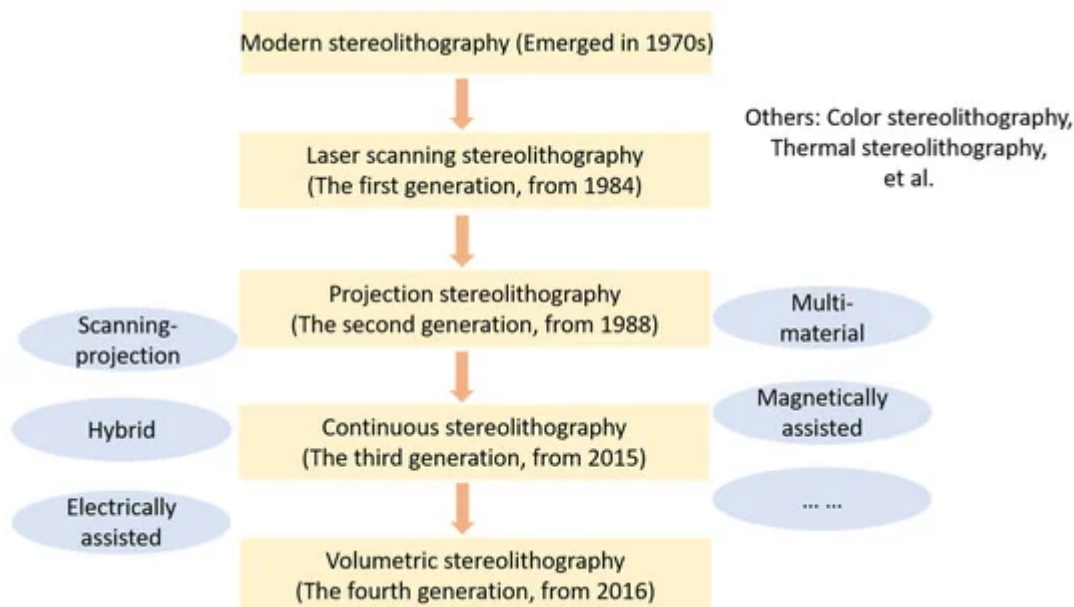 Modern stereolithography (Emerged in 1970s)
Others: Color stereolithography,
Thermal stereolithography,
et al.
Laser scanning stereolithography
(The first generation, from 1984)
Projection stereolithography
(The second generation, from 1988)
Scanning-
projection
Multi-
material
Hybrid
Continuous stereolithography
(The third generation, from 2015)
Magnetically
assisted
Electrically
assisted
... ...
Volumetric stereolithography
(The fourth generation, from 2016)